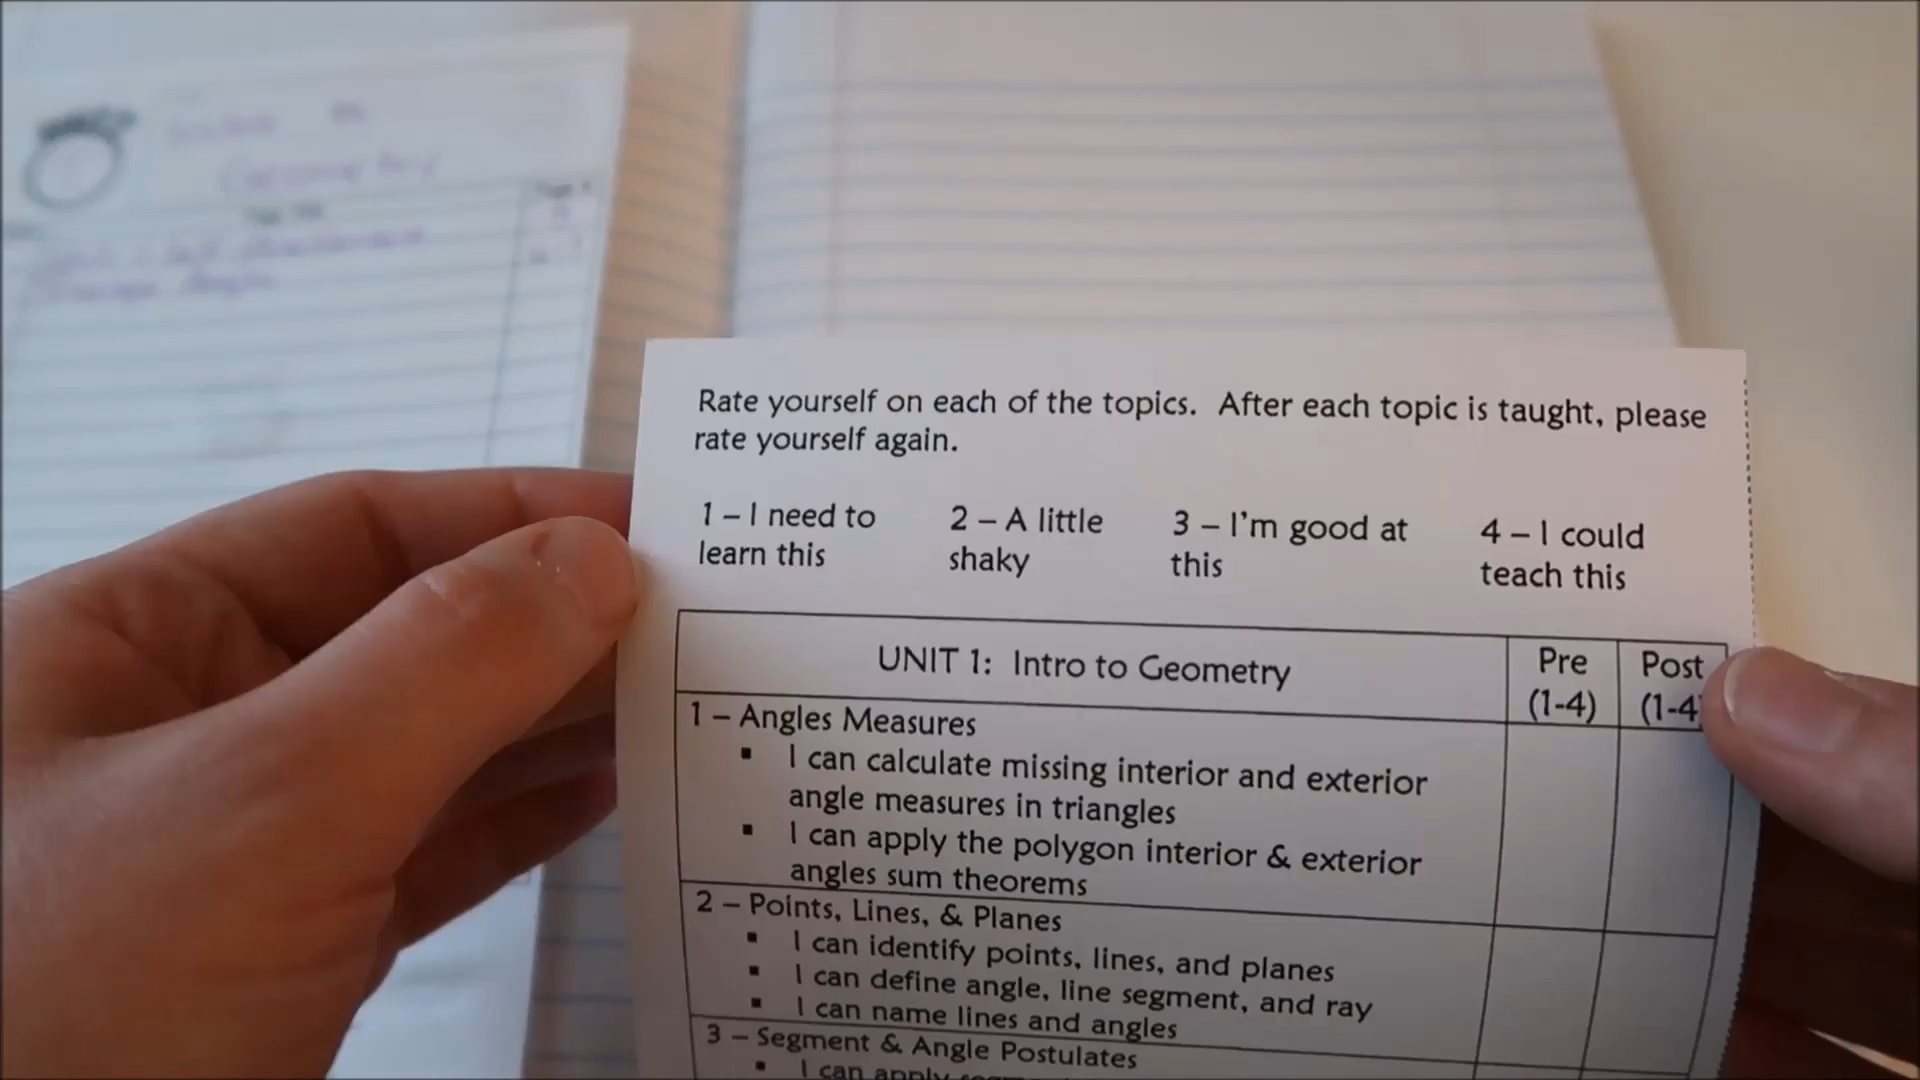 Rate yourself on each of the topics. After each topic is taught, please
rate yourself again.
1 – I need to
learn this
2 – A little
shaky
3 – I'm good at
this
4 – I could
teach this
UNIT 1: Intro to Geometry
Pre
(1-4)
Post
(1-4
1 – Angles Measures
▪ I can calculate missing interior and exterior
angle measures in triangles
▪ I can apply the polygon interior & exterior
angles sum theorems
2 – Points, Lines, & Planes
▪ I can identify points, lines, and planes
▪ I can define angle, line segment, and ray
▪ I can name lines and angles
3 – Segment & Angle Postulates
▪ I can apply